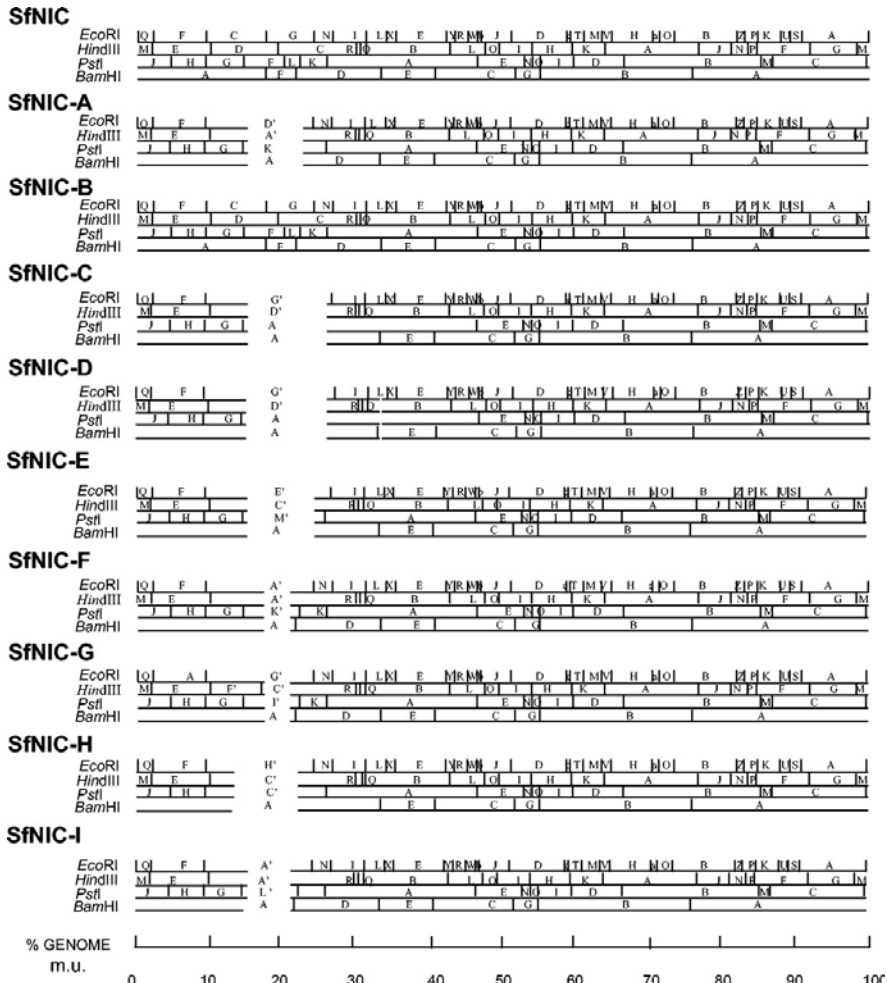 SfNIC
EcoRI Q F C G N I L X E Y R W b J D T M V H b O B Z P K U S A
HindIII M E D C R Q B L O I H K A J N P F G M
PstI J H G F L K A E N O I D B M C
BamHI A F D E C G B A
SfNIC-A
EcoRI Q F D' N I L X E Y R W b J D T M V H b O B Z P K U S A
HindIII M E A' R Q B L O I H K A J N P F G M
PstI J H G K A E N O I D B M C
BamHI A D E C G B A
SfNIC-B
EcoRI Q F C G N I L X E Y R W b J D T M V H b O B Z P K U S A
HindIII M E D C R Q B L O I H K A J N P F G M
PstI J H G F L K A E N O I D B M C
BamHI A F D E C G B A
SfNIC-C
EcoRI Q F G' I L X E Y R W b J D T M V H b O B Z P K U S A
HindIII M E D' R Q B L O I H K A J N P F G M
PstI J H G A E N O I D B M C
BamHI A E C G B A
SfNIC-D
EcoRI Q F G' I L X E Y R W J D T M V H b O B Z P K U S A
HindIII M E D' R Q B L O I H K A J N P F G M
PstI J H G A E N O I D B M C
BamHI A E C G B A
SfNIC-E
EcoRI Q F E' I L X E Y R W b J D T M V H b O B Z P K U S A
HindIII M E C' R Q B L O I H K A J N P F G M
PstI J H G M' A E N O I D B M C
BamHI A E C G B A
SfNIC-F
EcoRI Q F A' N I L X E Y R W b J D T M V H O B Z P K U S A
HindIII M E A' R Q B L O I H K A J N P F G M
PstI J H G K' K A E N O I D B M C
BamHI A D E C G B A
SfNIC-G
EcoRI Q A G' N I L X E Y R W b J D T M V H b O B Z P K U S A
HindIII M E F' C' R Q B L O I H K A J N P F G M
PstI J H G I' K A E N O I D B M C
BamHI A D E C G B A
SfNIC-H
EcoRI Q F H' N I L X E Y R W b J D T M V H b O B Z P K U S A
HindIII M E C' R Q B L O I H K A J N P F G M
PstI J H C' A E N O I D B M C
BamHI A E C G B A
SfNIC-I
EcoRI Q F A' N I L X E Y R W b J D T M V H b O B Z P K U S A
HindIII M E A' R Q B L O I H K A J N P F G M
PstI J H G L' A E N O I D B M C
BamHI A D E C G B A
% GENOME
m.u. 0 10 20 30 40 50 60 70 80 90 100